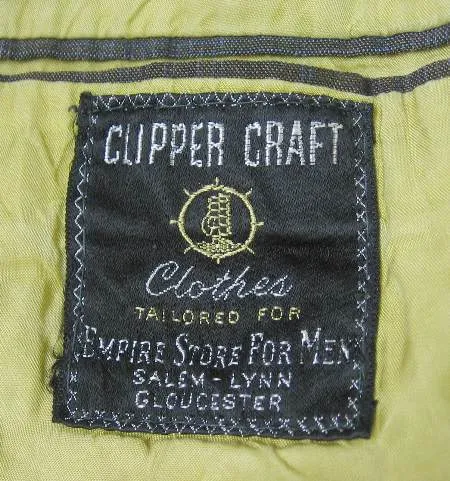 CLIPPER CRAFT
Clothes
TAILORED FOR
EMPIRE STORE FOR MEN
SALEM-LYNN
GLOUCESTER